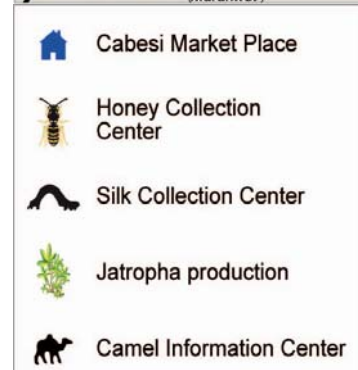 Cabesi Market Place
Honey Collection
Center
Silk Collection Center
Jatropha production
Camel Information Center